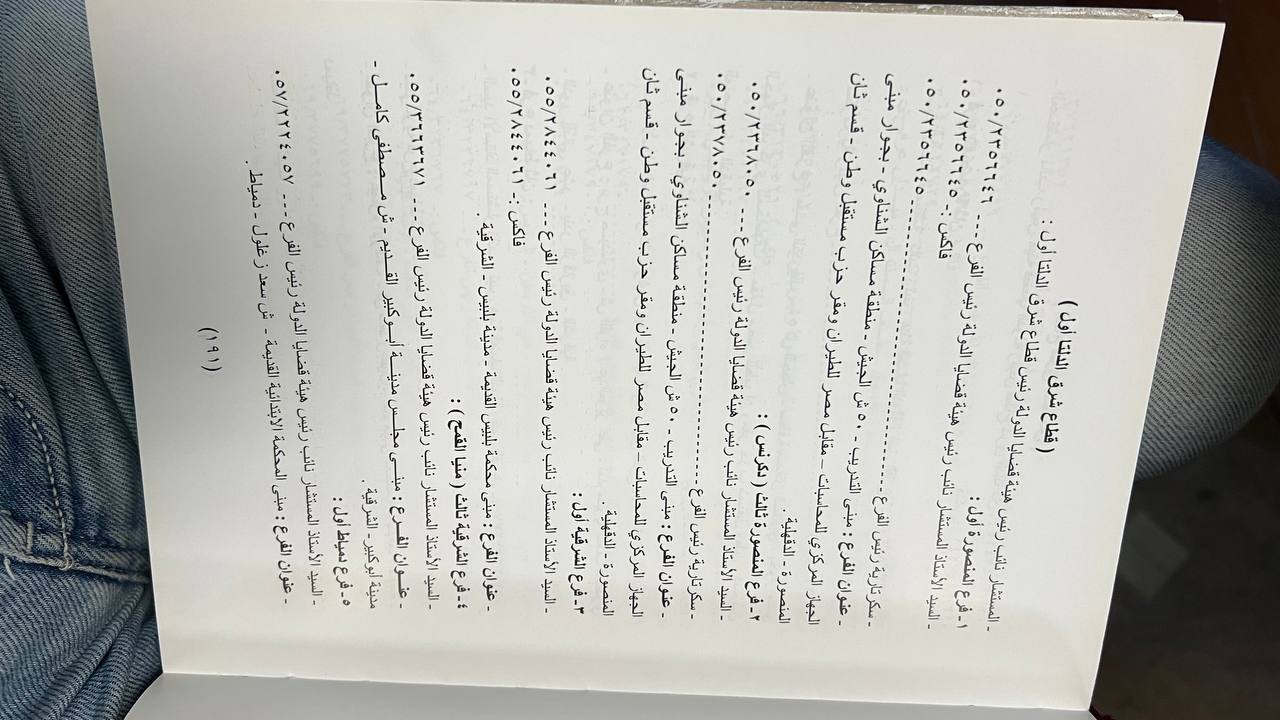 ( قطاع شرق الدلتا أول )
- المستشار نائب رئيس هيئة قضايا الدولة رئيس قطاع شرق الدلتا أول :
٠٥٠/٢٣٥٦٦٤٦
١ - فرع المنصورة أول :
- السيد الأستاذ المستشار نائب رئيس هيئة قضايا الدولة رئيس الفرع --- ٠٥٠/٢٣٥٦٦٤٥
فاكس :- ٠٥٠/٢٣٥٦٦٤٥
- سكرتارية رئيس الفرع --------------------------------
- عنوان الفرع : مبنى التدريب - ٥٠ ش الجيش - منطقة مساكن الشناوي - بجوار مبنى
الجهاز المركزي للمحاسبات – مقابل مصر للطيران ومقر حزب مستقبل وطن - قسم ثان
المنصورة - الدقهلية .
٢ - فرع المنصورة ثالث ( دكرنس ) :
- السيد الأستاذ المستشار نائب رئيس هيئة قضايا الدولة رئيس الفرع --- ٠٥٠/٢٣٦٨٠٥٠
- سكرتارية رئيس الفرع -------------------------------- ٠٥٠/٢٣٧٨٠٥٠
- عنوان الفرع : مبنى التدريب - ٥٠ ش الجيش - منطقة مساكن الشناوي - بجوار مبنى
الجهاز المركزي للمحاسبات – مقابل مصر للطيران ومقر حزب مستقبل وطن - قسم ثان
المنصورة - الدقهلية .
٣ - فرع الشرقية أول :
- السيد الأستاذ المستشار نائب رئيس هيئة قضايا الدولة رئيس الفرع --- ٠٥٥/٢٨٤٤٠٦١
فاكس :- ٠٥٥/٢٨٤٤٠٦١
- عنوان الفرع : مبنى محكمة بلبيس القديمة - مدينة بلبيس - الشرقية .
٤ - فرع الشرقية ثالث ( منيا القمح ) :
- السيد الأستاذ المستشار نائب رئيس هيئة قضايا الدولة رئيس الفرع --- ٠٥٥/٣٦٦٣٦٧١
- عنوان الفرع : مبنى مجلس مدينة أبوكبير القديم - ش مصطفى كامل -
مدينة أبوكبير - الشرقية .
٥ - فرع دمياط أول :
- السيد الأستاذ المستشار نائب رئيس هيئة قضايا الدولة رئيس الفرع --- ٠٥٧/٢٢٢٤٠٥٧
- عنوان الفرع : مبنى المحكمة الابتدائية القديمة - ش سعد زغلول - دمياط .
( ١٩١ )